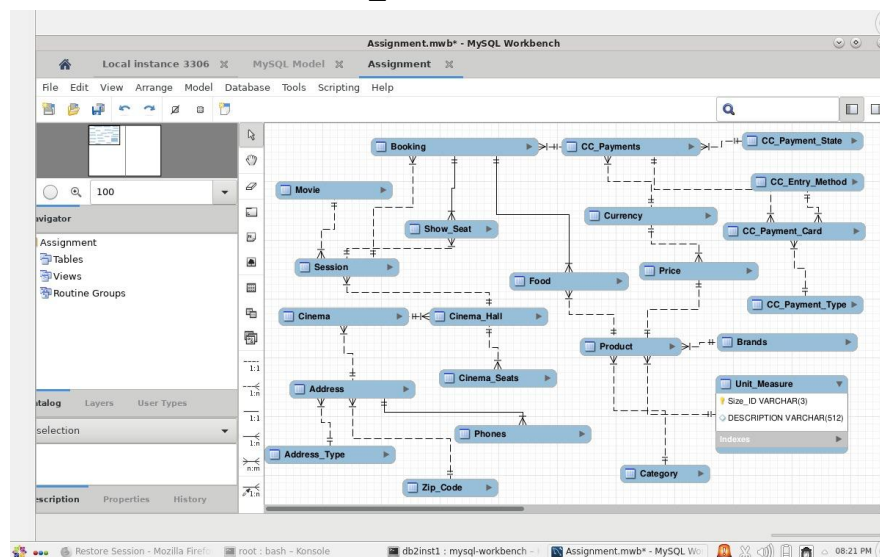 Assignment.mwb* - MySQL Workbench
Local instance 3306 MySQL Model Assignment
File Edit View Arrange Model Database Tools Scripting Help
100
avigator
Assignment
Tables
Views
Routine Groups
atalog Layers User Types
selection
escription Properties History
1:1
1:n
1:1
1:n
n:m
1:n
Booking
CC_Payments
CC_Payment_State
Movie
CC_Entry_Method
Show_Seat
Currency
CC_Payment_Card
Session
Food
Price
Cinema
Cinema_Hall
CC_Payment_Type
Product
Brands
Cinema_Seats
Address
Unit_Measure
Size_ID VARCHAR(3)
DESCRIPTION VARCHAR(512)
Indexes
Phones
Address_Type
Category
Zip_Code
Restore Session - Mozilla Firefo root : bash – Konsole db2inst1 : mysql-workbench – Assignment.mwb* - MySQL Wo 08:21 PM